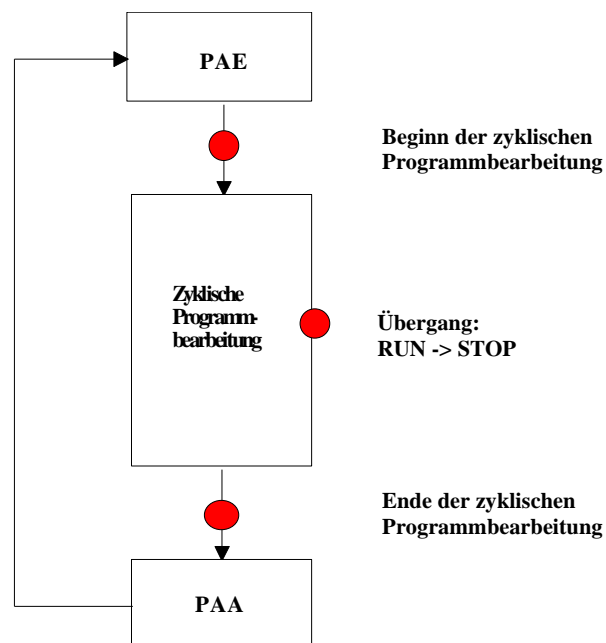 PAE
Beginn der zyklischen
Programmbearbeitung
Zyklische
Programm-
bearbeitung
Übergang:
RUN -> STOP
Ende der zyklischen
Programmbearbeitung
PAA